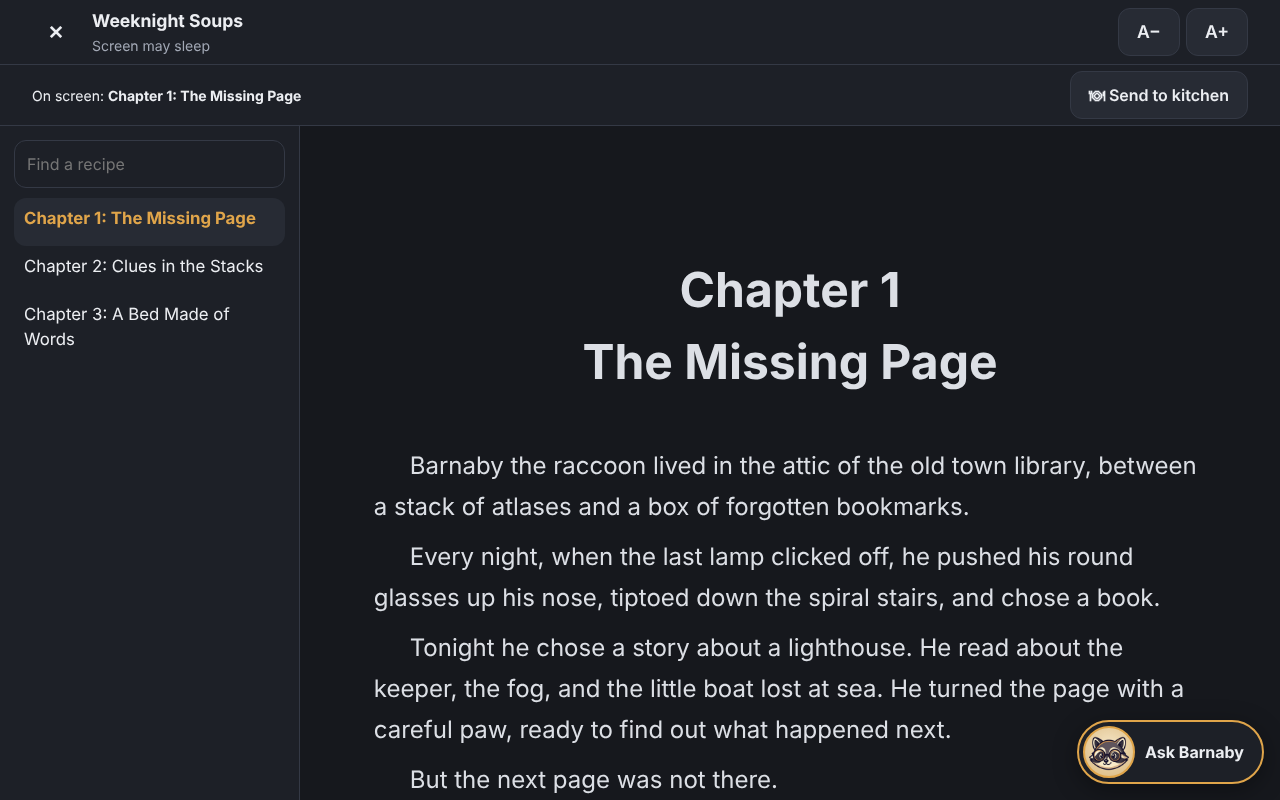 ✕
Weeknight Soups
Screen may sleep
A−
A+
On screen: Chapter 1: The Missing Page
🍽 Send to kitchen
Find a recipe
Chapter 1: The Missing Page
Chapter 2: Clues in the Stacks
Chapter 3: A Bed Made of
Words
Chapter 1
The Missing Page
Barnaby the raccoon lived in the attic of the old town library, between
a stack of atlases and a box of forgotten bookmarks.
Every night, when the last lamp clicked off, he pushed his round
glasses up his nose, tiptoed down the spiral stairs, and chose a book.
Tonight he chose a story about a lighthouse. He read about the
keeper, the fog, and the little boat lost at sea. He turned the page with a
careful paw, ready to find out what happened next.
But the next page was not there.
Ask Barnaby